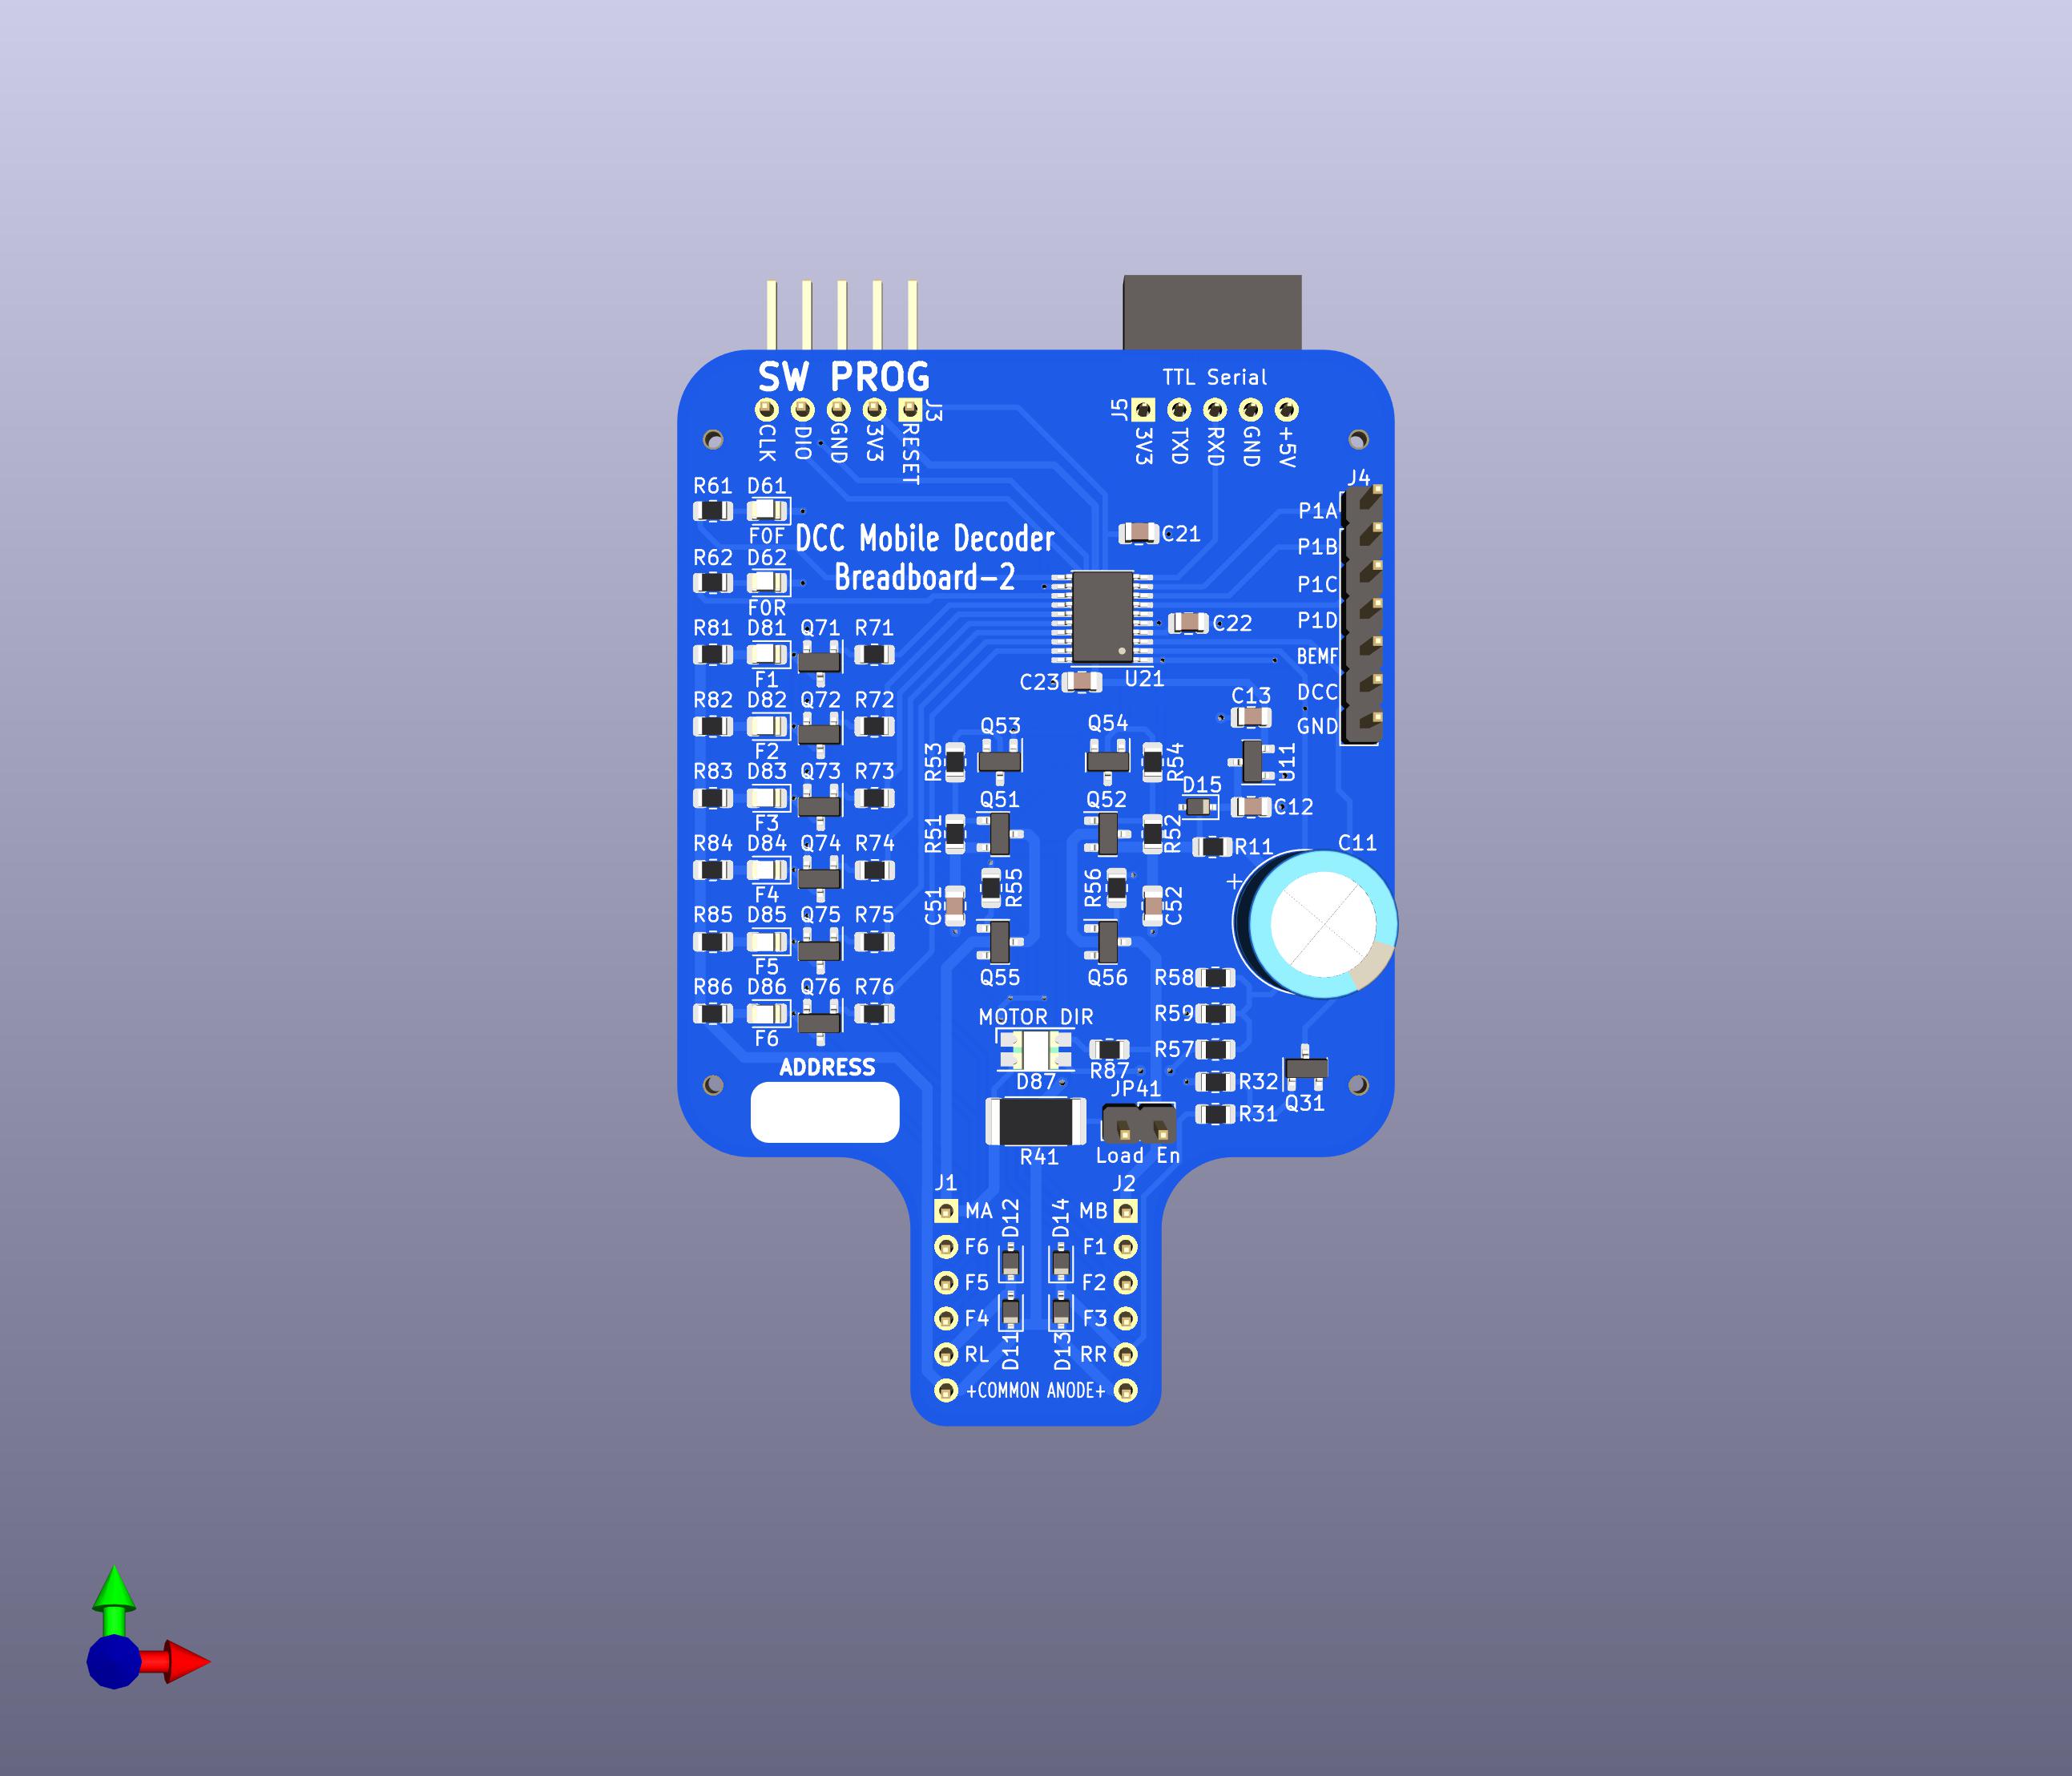 SW PROG
TTL Serial
J3
J5
CLK
DIO
GND
3V3
RESET
3V3
TXD
RXD
GND
+5V
J4
R61 D61
P1A
F0F
DCC Mobile Decoder
C21
P1B
R62 D62
Breadboard-2
P1C
F0R
P1D
C22
R81 D81 Q71 R71
BEMF
F1
C23
U21
DCC
R82 D82 Q72 R72
C13
GND
Q53
Q54
F2
R53
R54
U11
R83 D83 Q73 R73
D15
Q51
Q52
C12
F3
R51
R52
R84 D84 Q74 R74
R11
C11
+
F4
R55
R56
C51
C52
R85 D85 Q75 R75
F5
Q55
Q56
R58
R86 D86 Q76 R76
MOTOR DIR
R59
F6
R57
ADDRESS
R87
D87
JP41
R32
Q31
R31
Load En
R41
J1
J2
MA
D12
D14
MB
F6
F1
F5
F2
F4
F3
RL
D11
D13
RR
+COMMON ANODE+